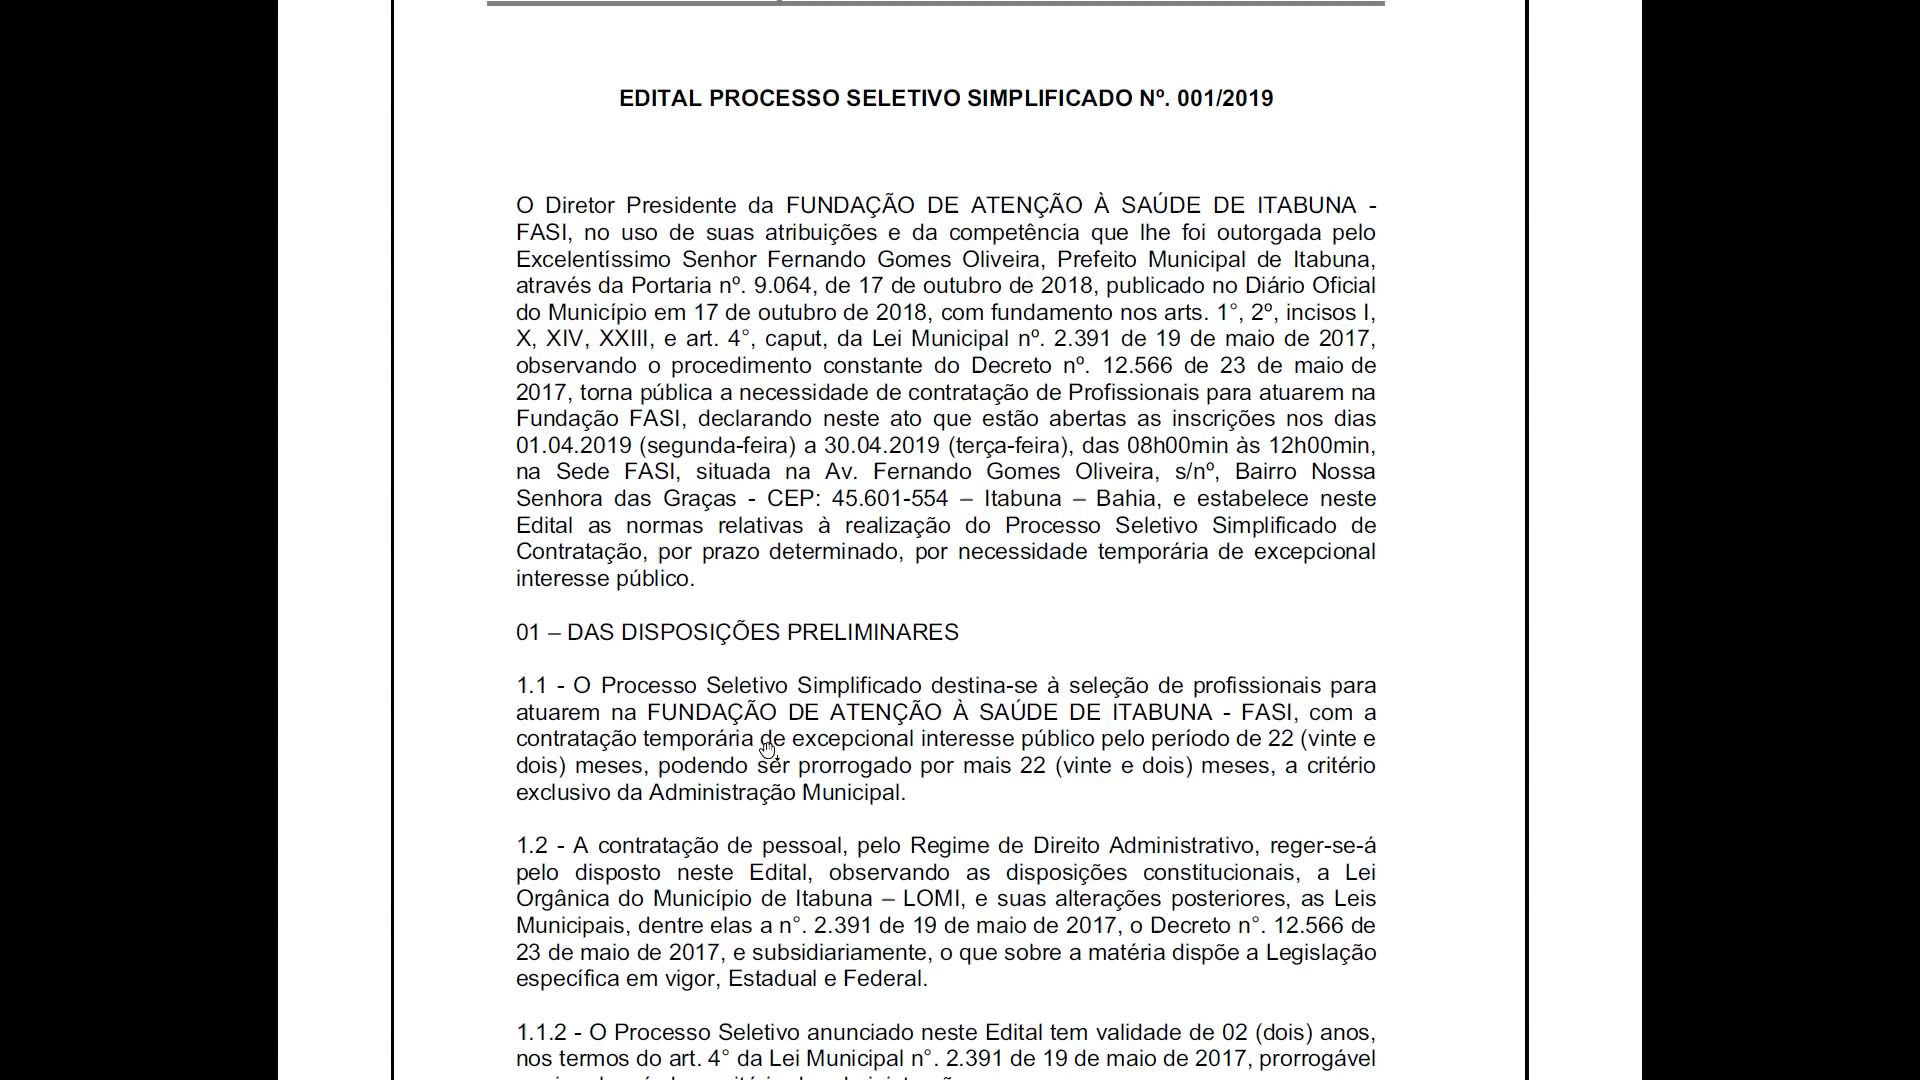 EDITAL PROCESSO SELETIVO SIMPLIFICADO Nº. 001/2019
O Diretor Presidente da FUNDAÇÃO DE ATENÇÃO À SAÚDE DE ITABUNA -
FASI, no uso de suas atribuições e da competência que lhe foi outorgada pelo
Excelentíssimo Senhor Fernando Gomes Oliveira, Prefeito Municipal de Itabuna,
através da Portaria nº. 9.064, de 17 de outubro de 2018, publicado no Diário Oficial
do Município em 17 de outubro de 2018, com fundamento nos arts. 1°, 2º, incisos I,
X, XIV, XXIII, e art. 4°, caput, da Lei Municipal nº. 2.391 de 19 de maio de 2017,
observando o procedimento constante do Decreto nº. 12.566 de 23 de maio de
2017, torna pública a necessidade de contratação de Profissionais para atuarem na
Fundação FASI, declarando neste ato que estão abertas as inscrições nos dias
01.04.2019 (segunda-feira) a 30.04.2019 (terça-feira), das 08h00min às 12h00min,
na Sede FASI, situada na Av. Fernando Gomes Oliveira, s/nº, Bairro Nossa
Senhora das Graças - CEP: 45.601-554 – Itabuna – Bahia, e estabelece neste
Edital as normas relativas à realização do Processo Seletivo Simplificado de
Contratação, por prazo determinado, por necessidade temporária de excepcional
interesse público.
01 – DAS DISPOSIÇÕES PRELIMINARES
1.1 - O Processo Seletivo Simplificado destina-se à seleção de profissionais para
atuarem na FUNDAÇÃO DE ATENÇÃO À SAÚDE DE ITABUNA - FASI, com a
contratação temporária de excepcional interesse público pelo período de 22 (vinte e
dois) meses, podendo ser prorrogado por mais 22 (vinte e dois) meses, a critério
exclusivo da Administração Municipal.
1.2 - A contratação de pessoal, pelo Regime de Direito Administrativo, reger-se-á
pelo disposto neste Edital, observando as disposições constitucionais, a Lei
Orgânica do Município de Itabuna – LOMI, e suas alterações posteriores, as Leis
Municipais, dentre elas a n°. 2.391 de 19 de maio de 2017, o Decreto n°. 12.566 de
23 de maio de 2017, e subsidiariamente, o que sobre a matéria dispõe a Legislação
específica em vigor, Estadual e Federal.
1.1.2 - O Processo Seletivo anunciado neste Edital tem validade de 02 (dois) anos,
nos termos do art. 4° da Lei Municipal n°. 2.391 de 19 de maio de 2017, prorrogável